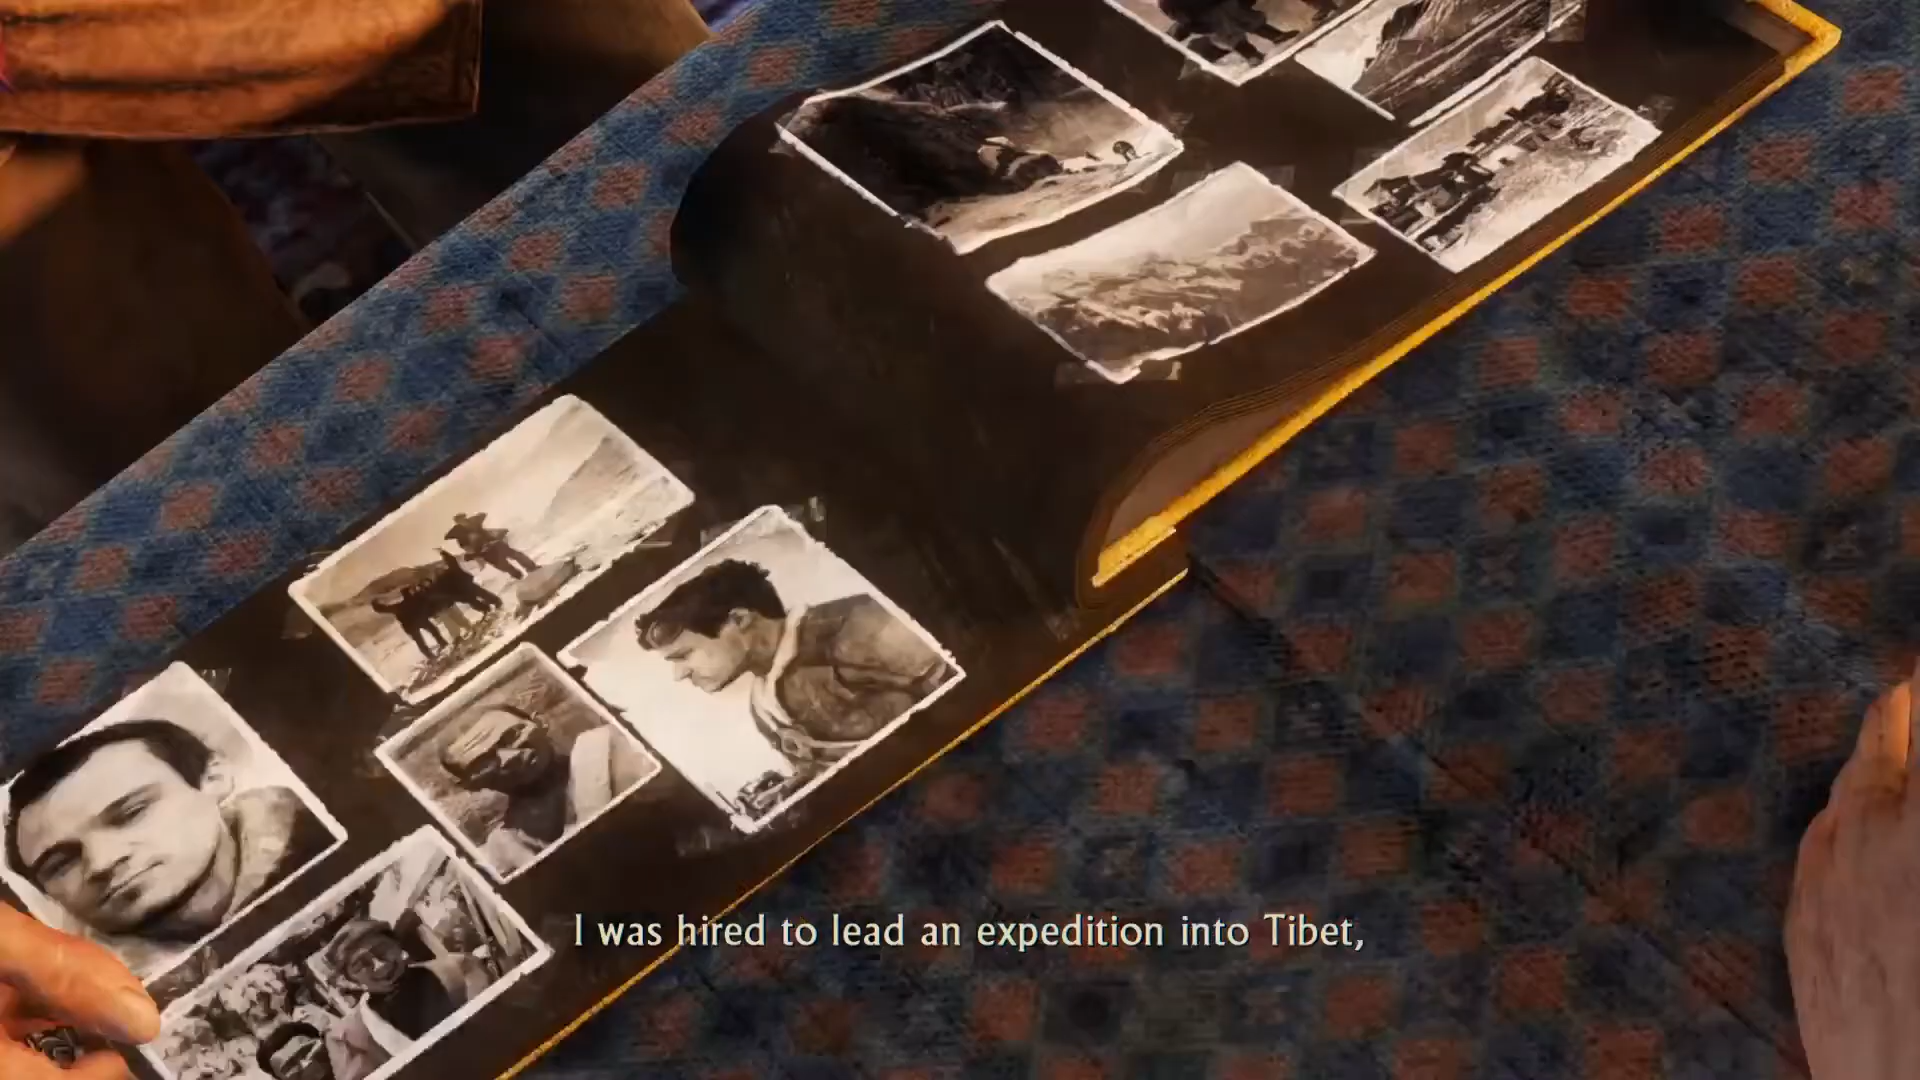 I was hired to lead an expedition into Tibet,